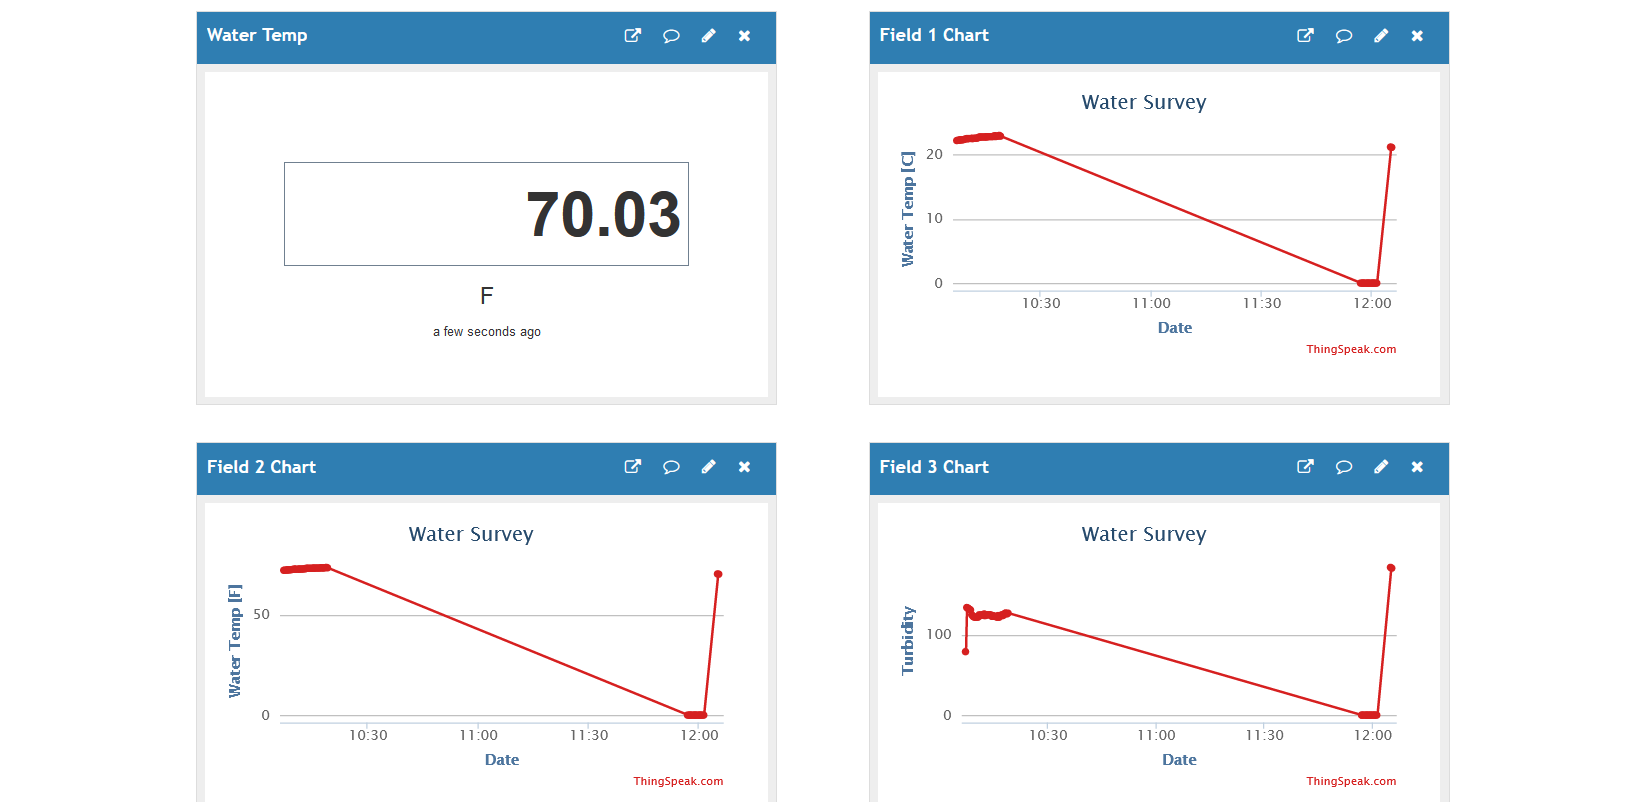 Water Temp
70.03
F
a few seconds ago
Field 1 Chart
Water Survey
Water Temp [C]
20
10
0
10:30 11:00 11:30 12:00
Date
ThingSpeak.com
Field 2 Chart
Water Survey
Water Temp [F]
50
0
10:30 11:00 11:30 12:00
Date
ThingSpeak.com
Field 3 Chart
Water Survey
Turbidity
100
0
10:30 11:00 11:30 12:00
Date
ThingSpeak.com